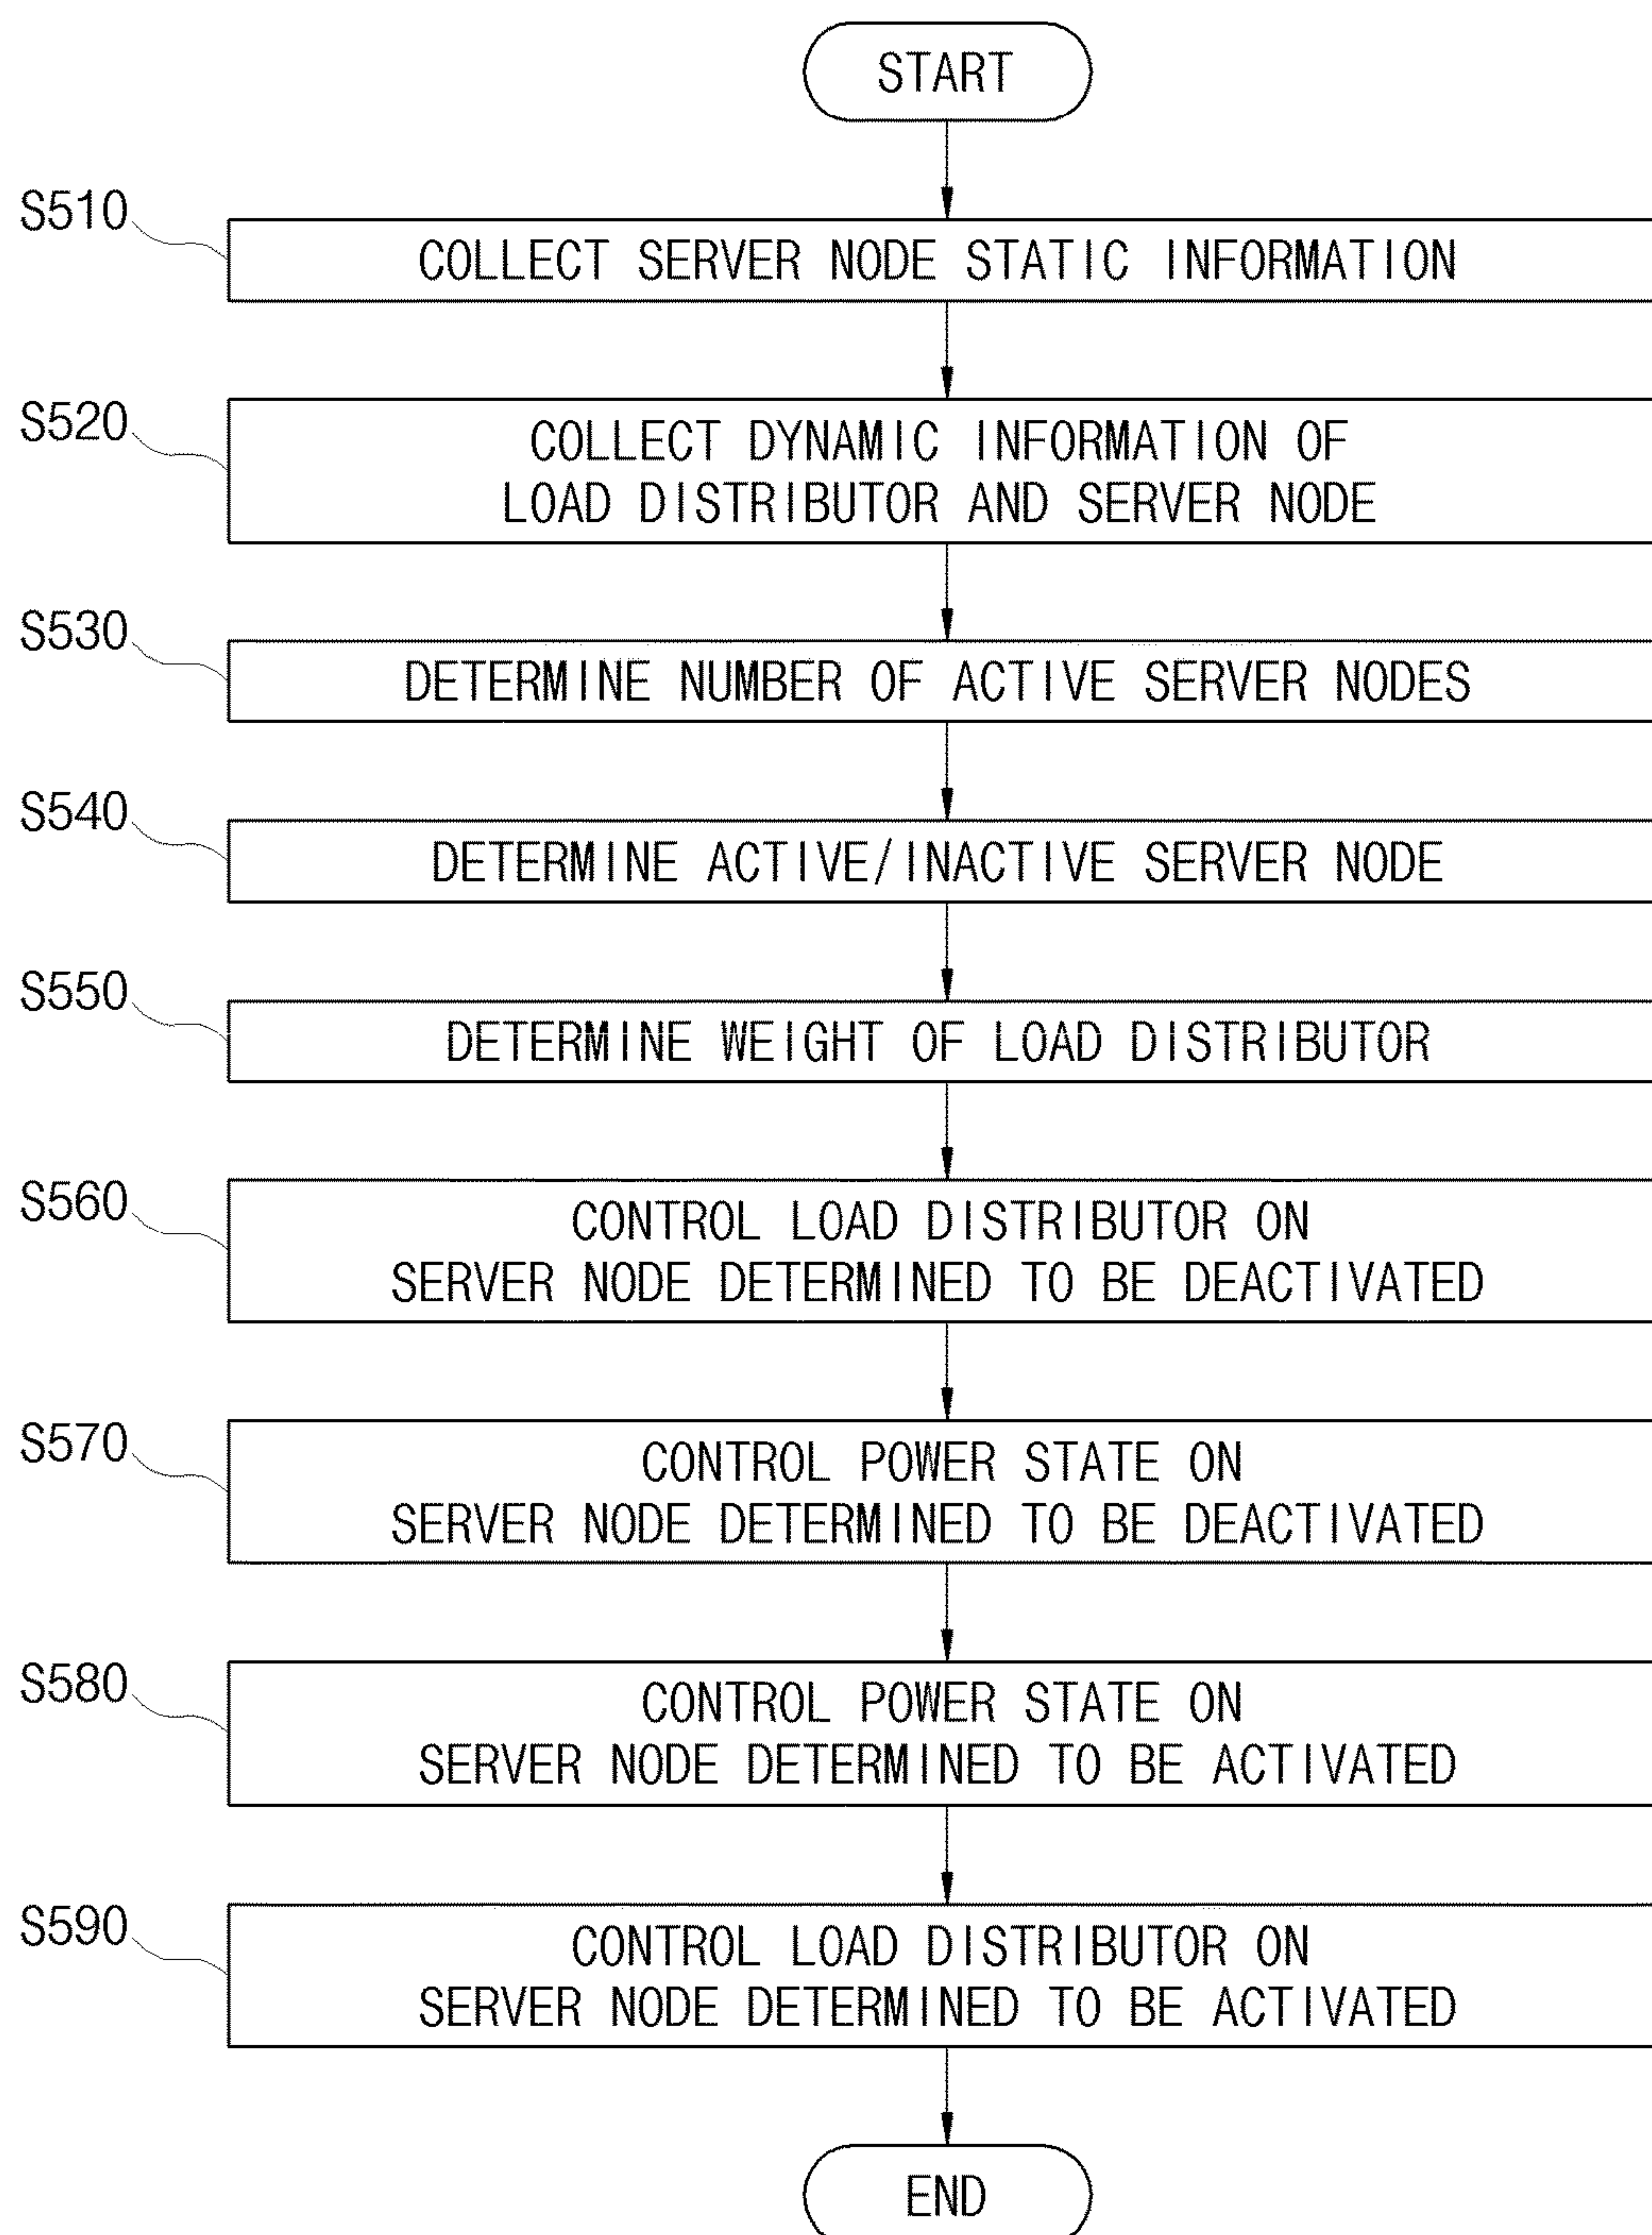 START
S510
COLLECT SERVER NODE STATIC INFORMATION
S520
COLLECT DYNAMIC INFORMATION OF
LOAD DISTRIBUTOR AND SERVER NODE
S530
DETERMINE NUMBER OF ACTIVE SERVER NODES
S540
DETERMINE ACTIVE/INACTIVE SERVER NODE
S550
DETERMINE WEIGHT OF LOAD DISTRIBUTOR
S560
CONTROL LOAD DISTRIBUTOR ON
SERVER NODE DETERMINED TO BE DEACTIVATED
S570
CONTROL POWER STATE ON
SERVER NODE DETERMINED TO BE DEACTIVATED
S580
CONTROL POWER STATE ON
SERVER NODE DETERMINED TO BE ACTIVATED
S590
CONTROL LOAD DISTRIBUTOR ON
SERVER NODE DETERMINED TO BE ACTIVATED
END